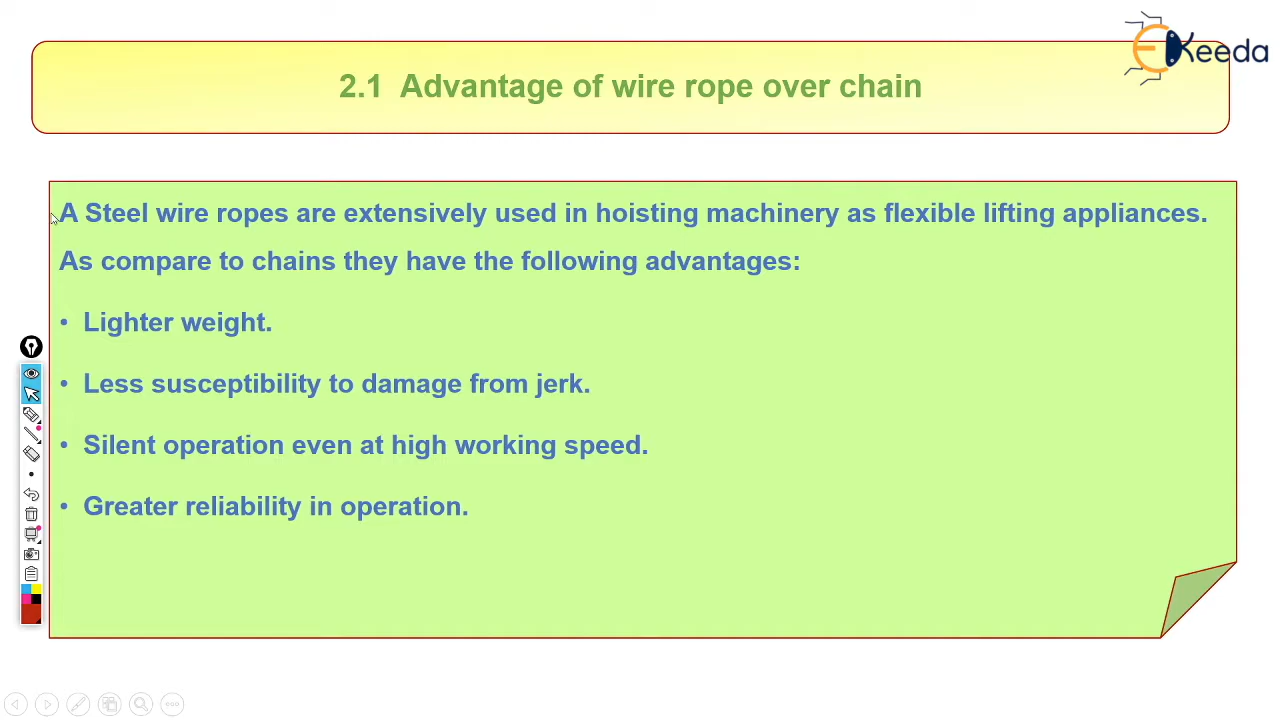 EKeeda
2.1 Advantage of wire rope over chain
A Steel wire ropes are extensively used in hoisting machinery as flexible lifting appliances.
As compare to chains they have the following advantages:
• Lighter weight.
• Less susceptibility to damage from jerk.
• Silent operation even at high working speed.
• Greater reliability in operation.